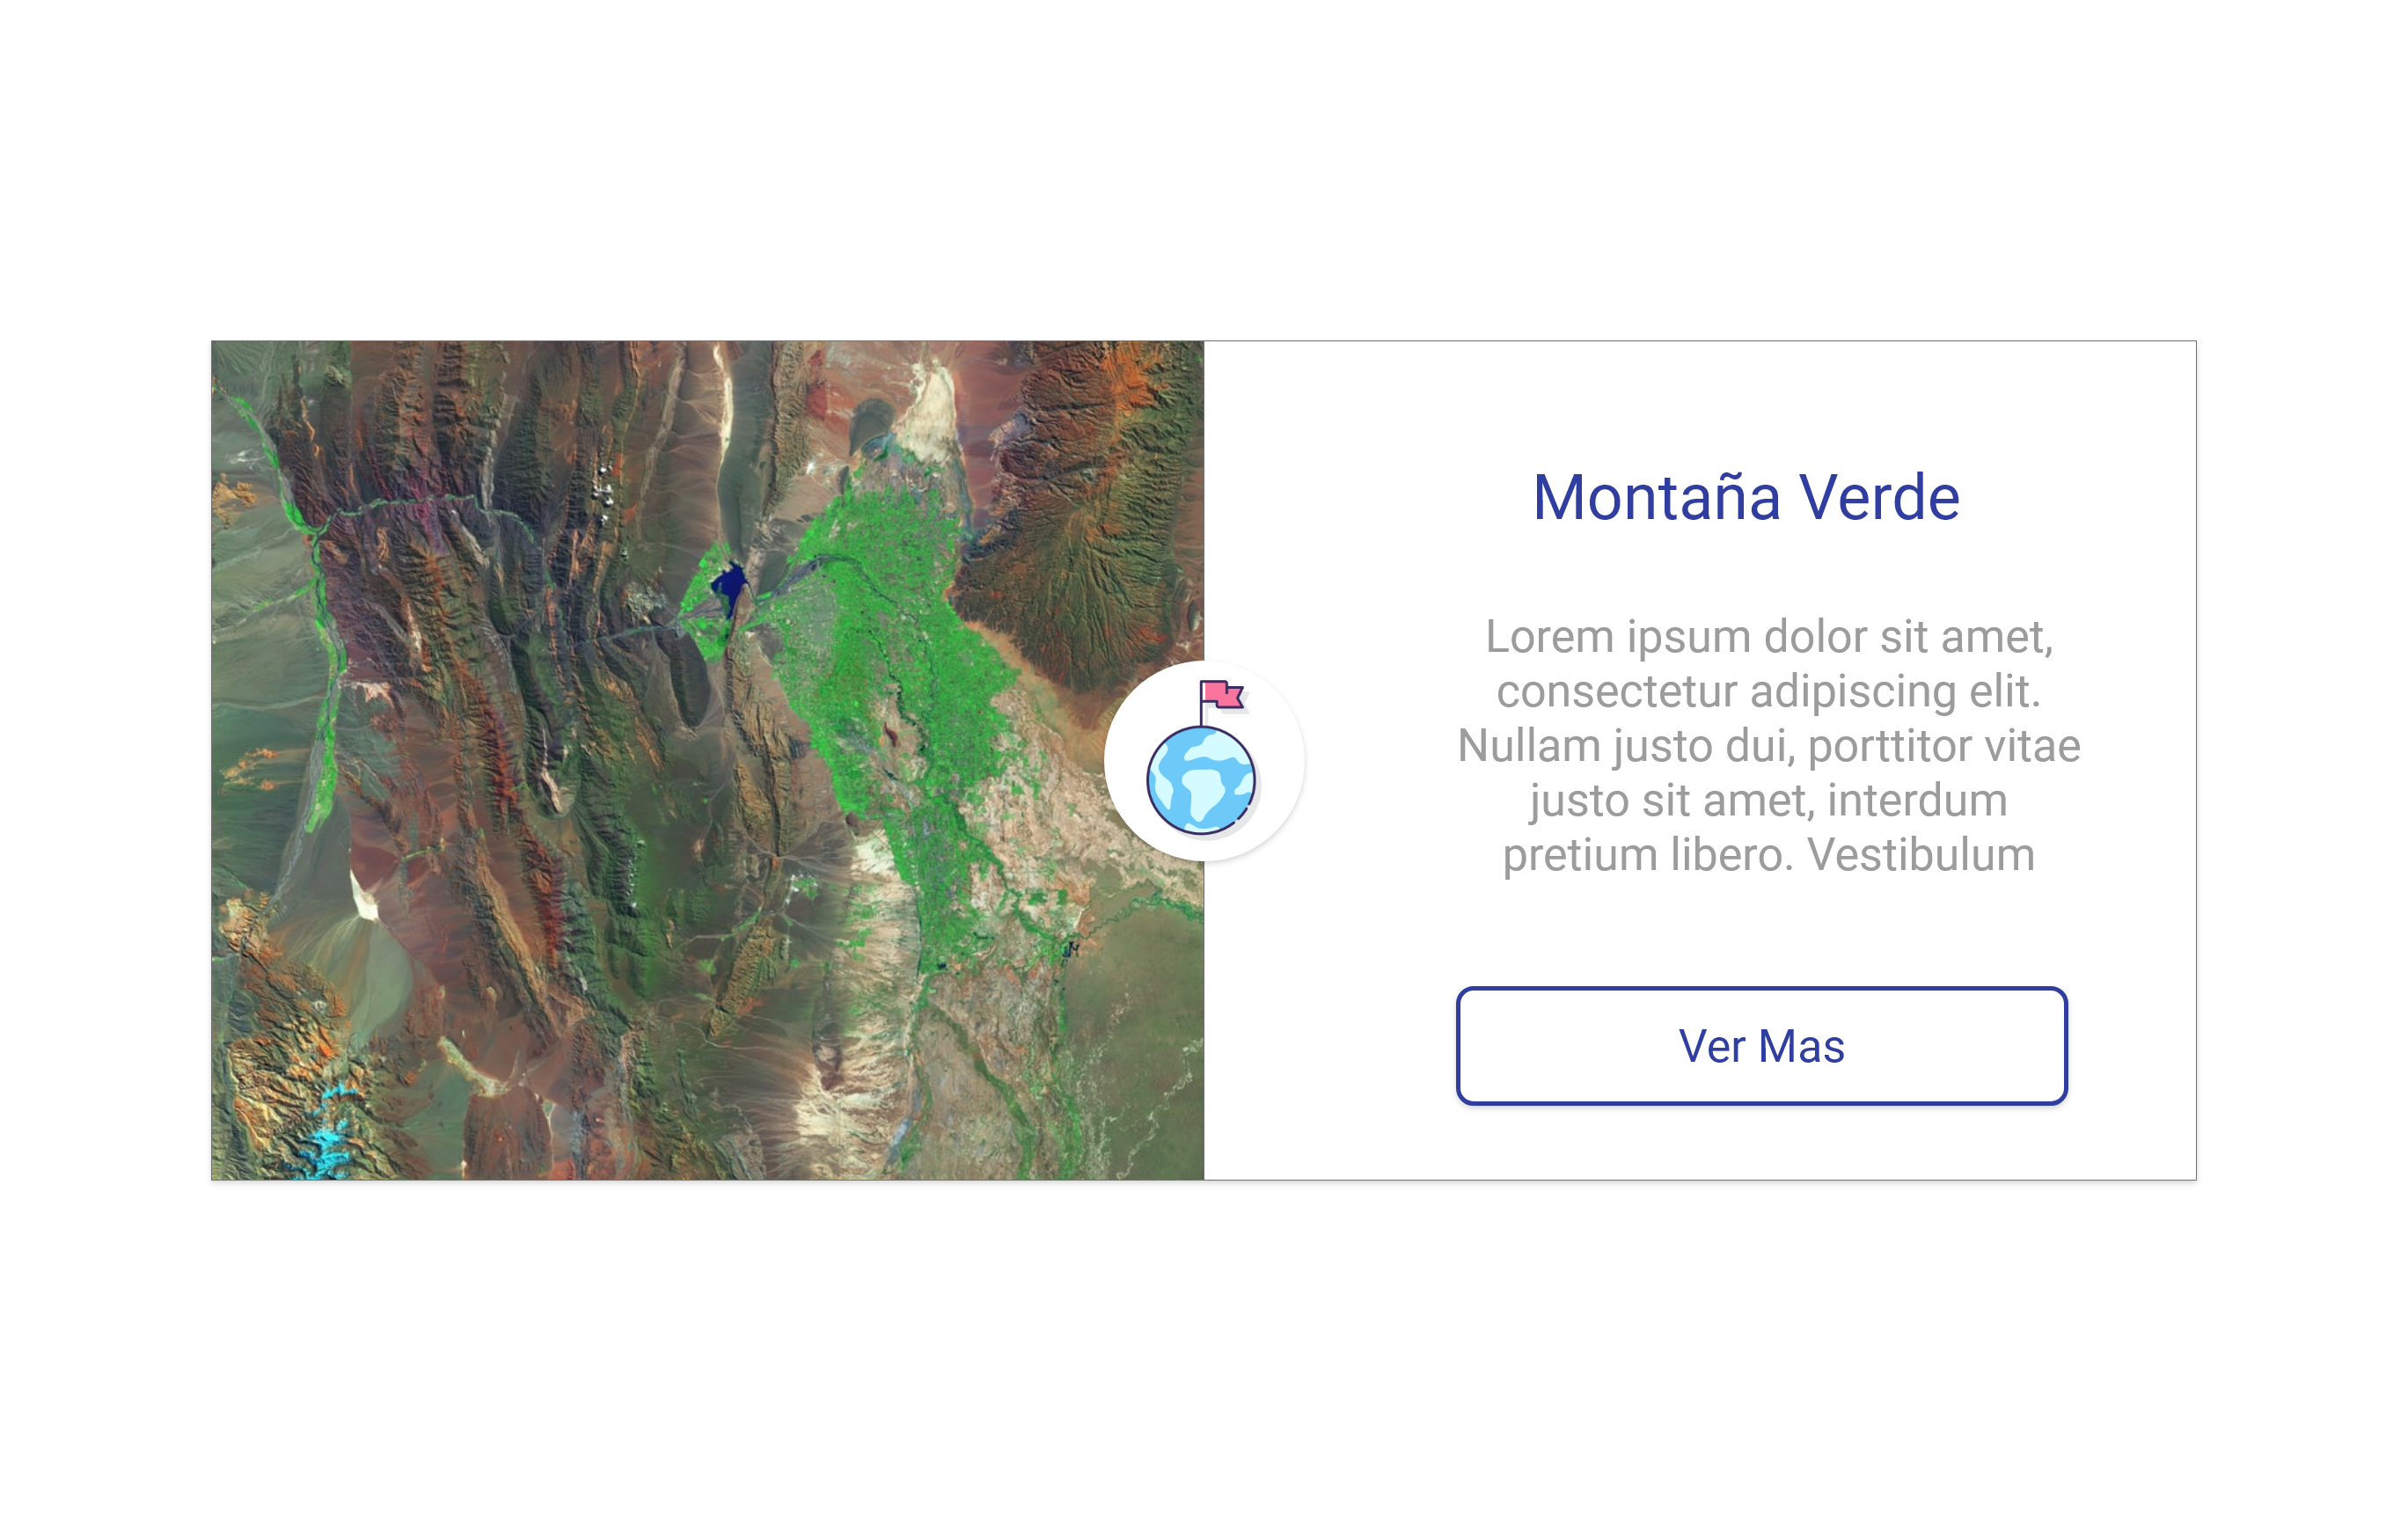 Montaña Verde
Lorem ipsum dolor sit amet,
consectetur adipiscing elit.
Nullam justo dui, porttitor vitae
justo sit amet, interdum
pretium libero. Vestibulum
Ver Mas